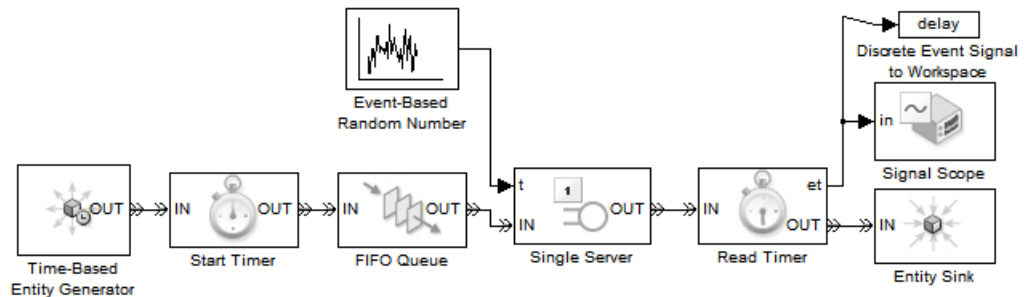 delay
Discrete Event Signal
to Workspace
Event-Based
Random Number
in
Signal Scope
OUT
Time-Based
Entity Generator
IN
OUT
Start Timer
IN
OUT
FIFO Queue
t
IN
1
OUT
Single Server
IN
et
OUT
Read Timer
IN
Entity Sink